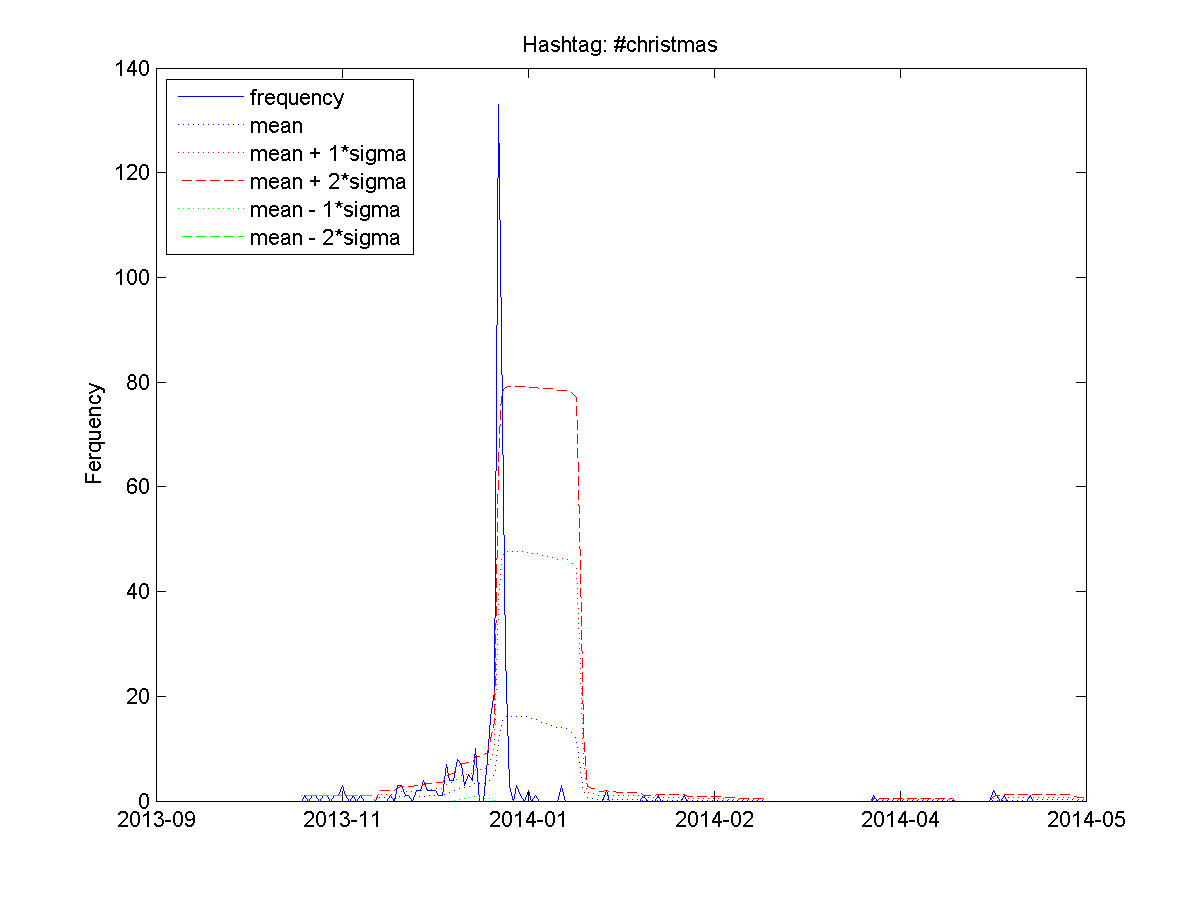 Hashtag: #christmas
140
120
100
80
60
40
20
0
Ferquency
frequency
mean
mean + 1*sigma
mean + 2*sigma
mean - 1*sigma
mean - 2*sigma
2013-09 2013-11 2014-01 2014-02 2014-04 2014-05